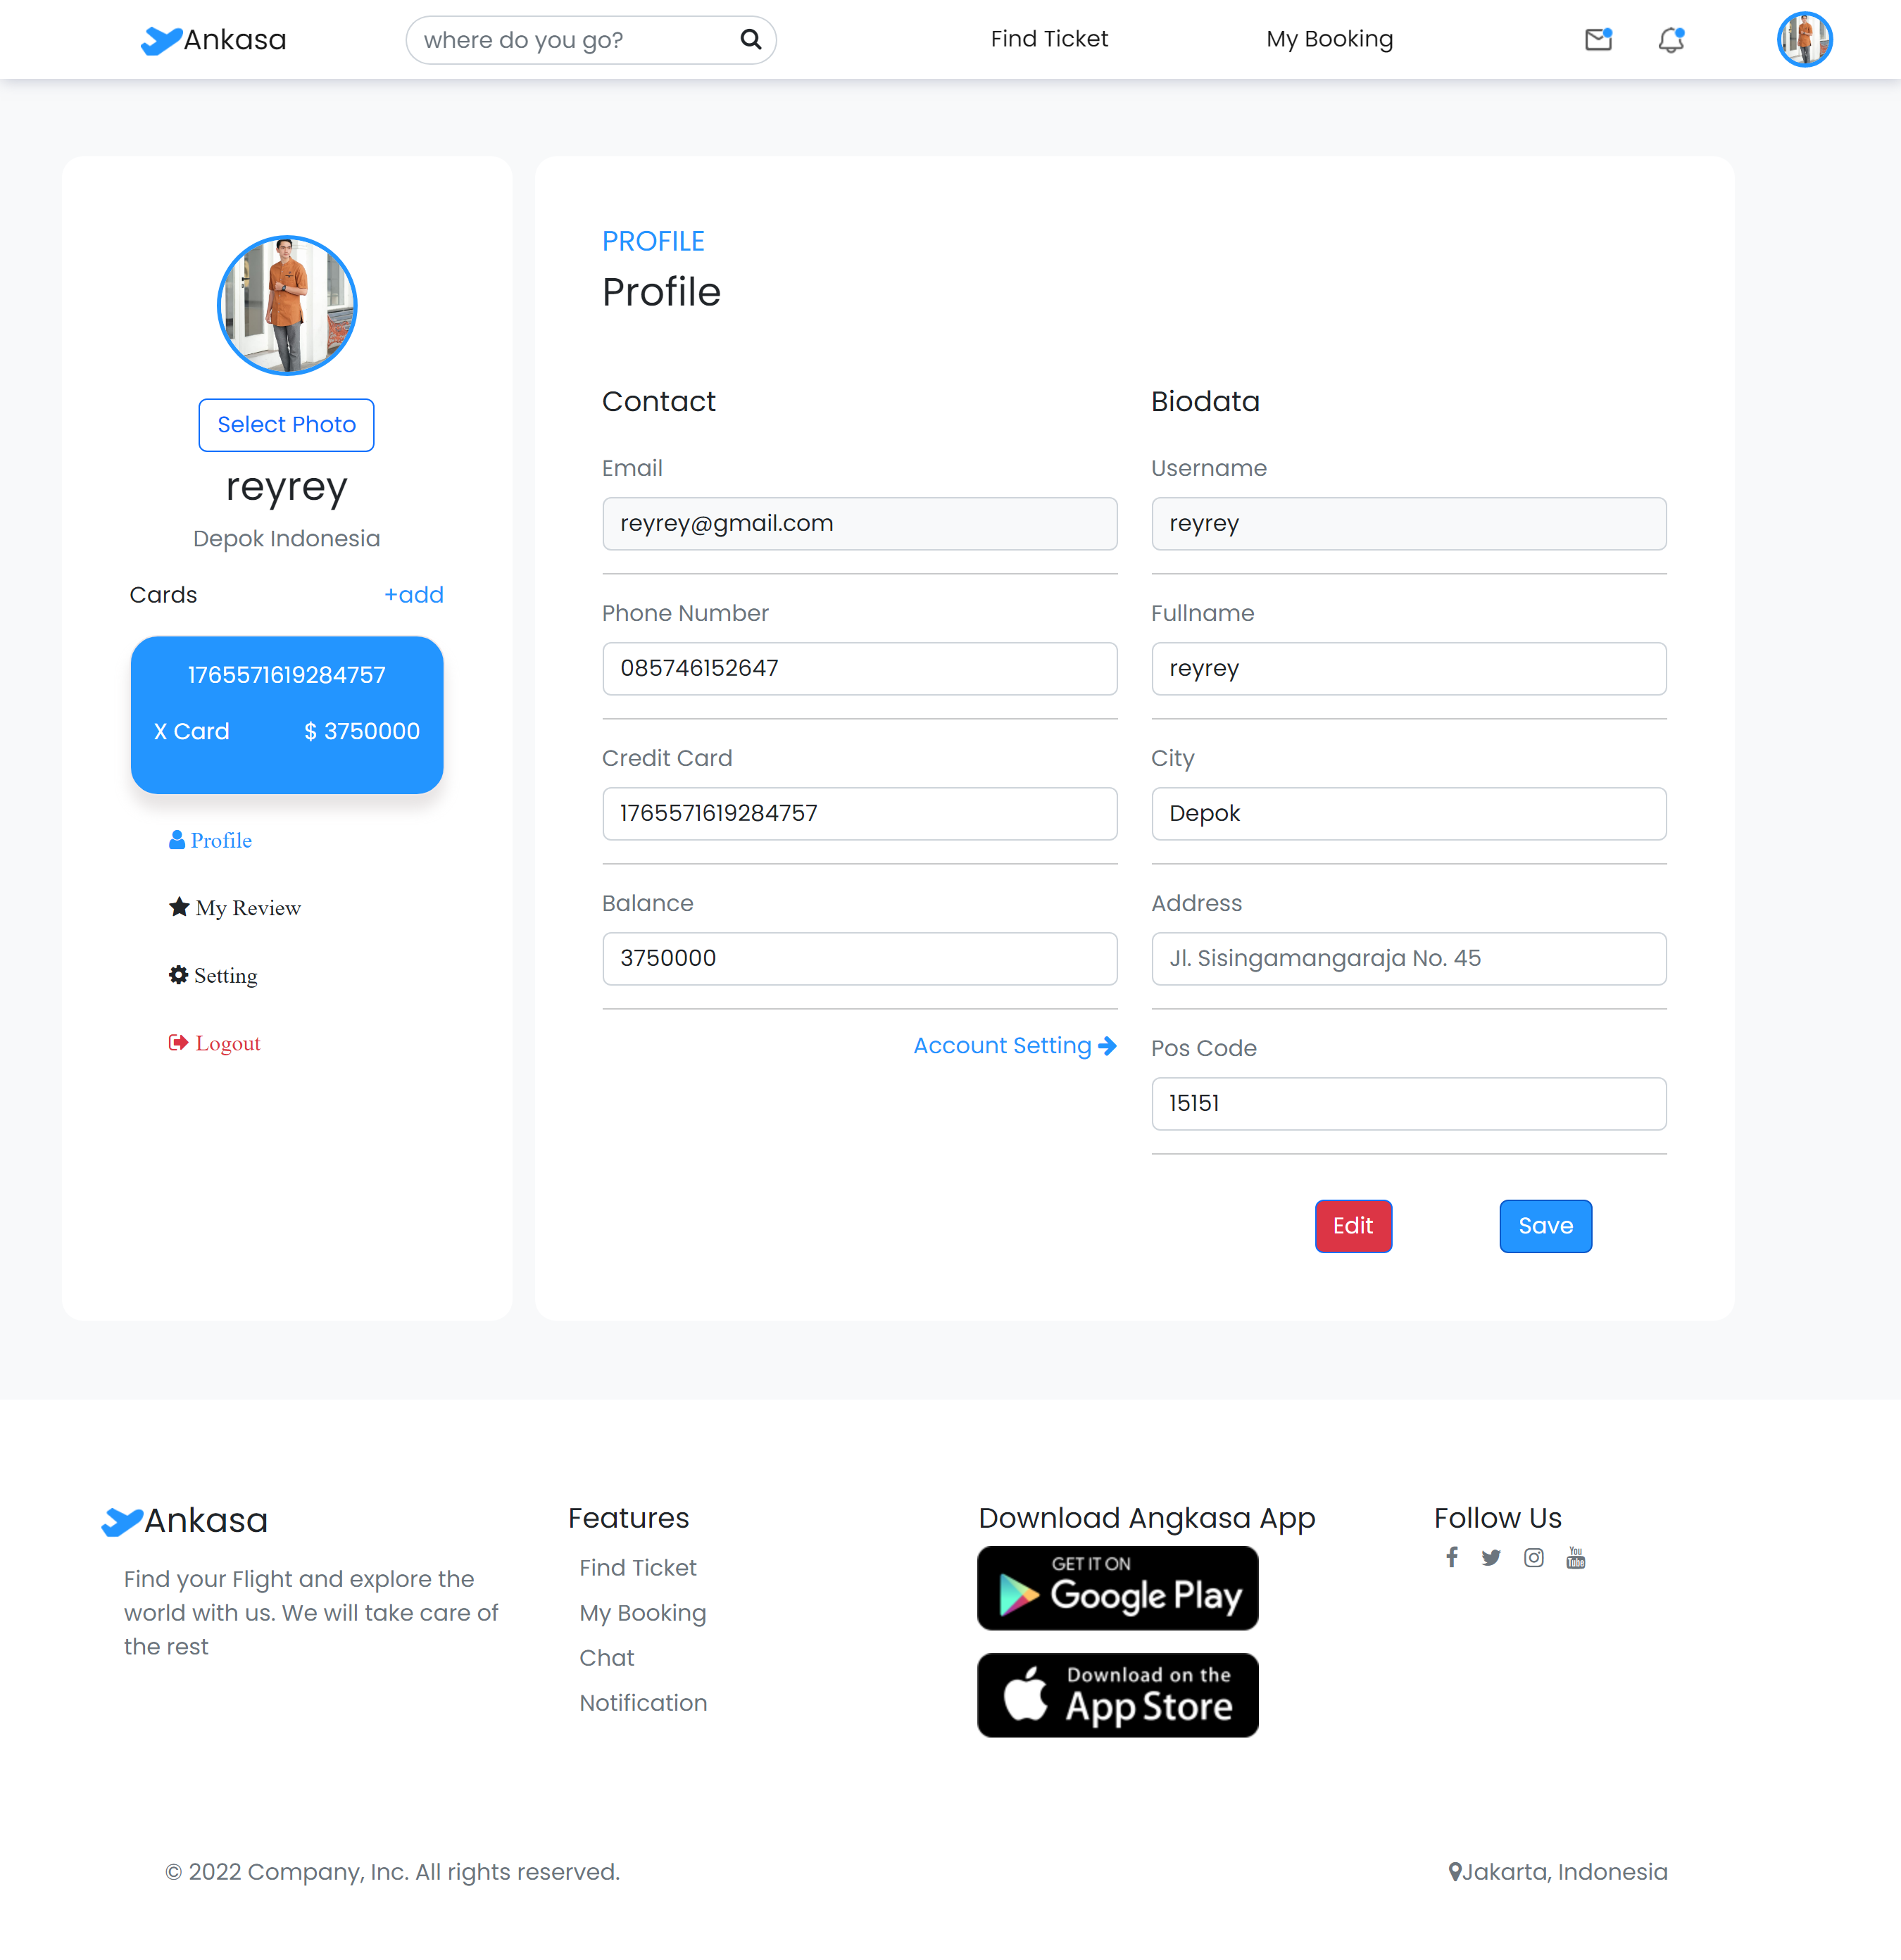 Ankasa
where do you go?
Find Ticket
My Booking
Select Photo
reyrey
Depok Indonesia
Cards
+add
1765571619284757
X Card
$ 3750000
Profile
My Review
Setting
Logout
PROFILE
Profile
Contact
Email
reyrey@gmail.com
Phone Number
085746152647
Credit Card
1765571619284757
Balance
3750000
Account Setting
Biodata
Username
reyrey
Fullname
reyrey
City
Depok
Address
Jl. Sisingamangaraja No. 45
Pos Code
15151
Edit
Save
Ankasa
Find your Flight and explore the
world with us. We will take care of
the rest
Features
Find Ticket
My Booking
Chat
Notification
Download Angkasa App
GET IT ON
Google Play
Download on the
App Store
Follow Us
You
Tube
© 2022 Company, Inc. All rights reserved.
Jakarta, Indonesia